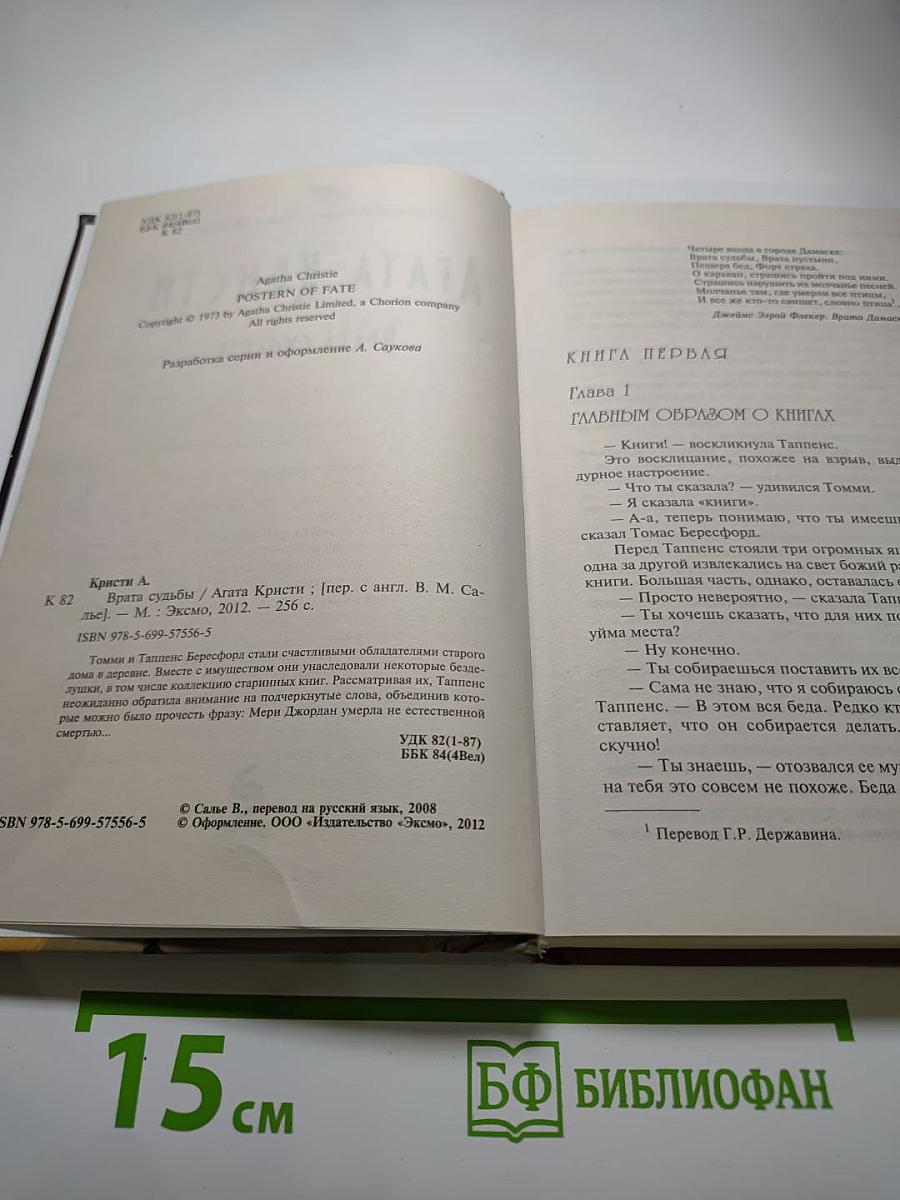 УДК 82(1-87)
ББК 84(4Вел)
К 82
Agatha Christie
POSTERN OF FATE
Copyright © 1973 by Agatha Christie Limited, a Chorion company
All rights reserved
Разработка серии и оформление А. Саукова
Кристи А.
К 82 Врата судьбы / Агата Кристи ; [пер. с англ. В. М. Са-
лье]. — М. : Эксмо, 2012. — 256 с.
ISBN 978-5-699-57556-5
Томми и Таппенс Бересфорд стали счастливыми обладателями старого
дома в деревне. Вместе с имуществом они унаследовали некоторые безде-
лушки, в том числе коллекцию старинных книг. Рассматривая их, Таппенс
неожиданно обратила внимание на подчеркнутые слова, объединив кото-
рые можно было прочесть фразу: Мери Джордан умерла не естественной
смертью...
УДК 82(1-87)
ББК 84(4Вел)
© Салье В., перевод на русский язык, 2008
SBN 978-5-699-57556-5 © Оформление. ООО «Издательство «Эксмо», 2012
Четыре входа в городе Дамаске:
Врата судьбы, Врата пустыни,
Пещера бед, Форт страха.
О караван, страшись пройти под ними.
Страшись нарушить их молчанье песней.
Молчанье там, где умерли все птицы,
И все же кто-то свищет, словно птица¹
Джеймс Элрой Флекер. Врата Дамаск
КНИГА ПЕРВАЯ
Глава 1
ГЛАВНЫМ ОБРАЗОМ О КНИГАХ
— Книги! — воскликнула Таппенс.
Это восклицание, похожее на взрыв, выд
дурное настроение.
— Что ты сказала? — удивился Томми.
— Я сказала «книги».
— А-а, теперь понимаю, что ты имееш
сказал Томас Бересфорд.
Перед Таппенс стояли три огромных ящ
одна за другой извлекались на свет божий ра
книги. Большая часть, однако, оставалась е
— Просто невероятно, — сказала Тапп
— Ты хочешь сказать, что для них по
уйма места?
— Ну конечно.
— Ты собираешься поставить их все
— Сама не знаю, что я собираюсь с
Таппенс. — В этом вся беда. Редко кт
ставляет, что он собирается делать.
скучно!
— Ты знаешь, — отозвался ее му
на тебя это совсем не похоже. Беда
¹ Перевод Г.Р. Державина.
15 см
БФ БИБЛИОФАН